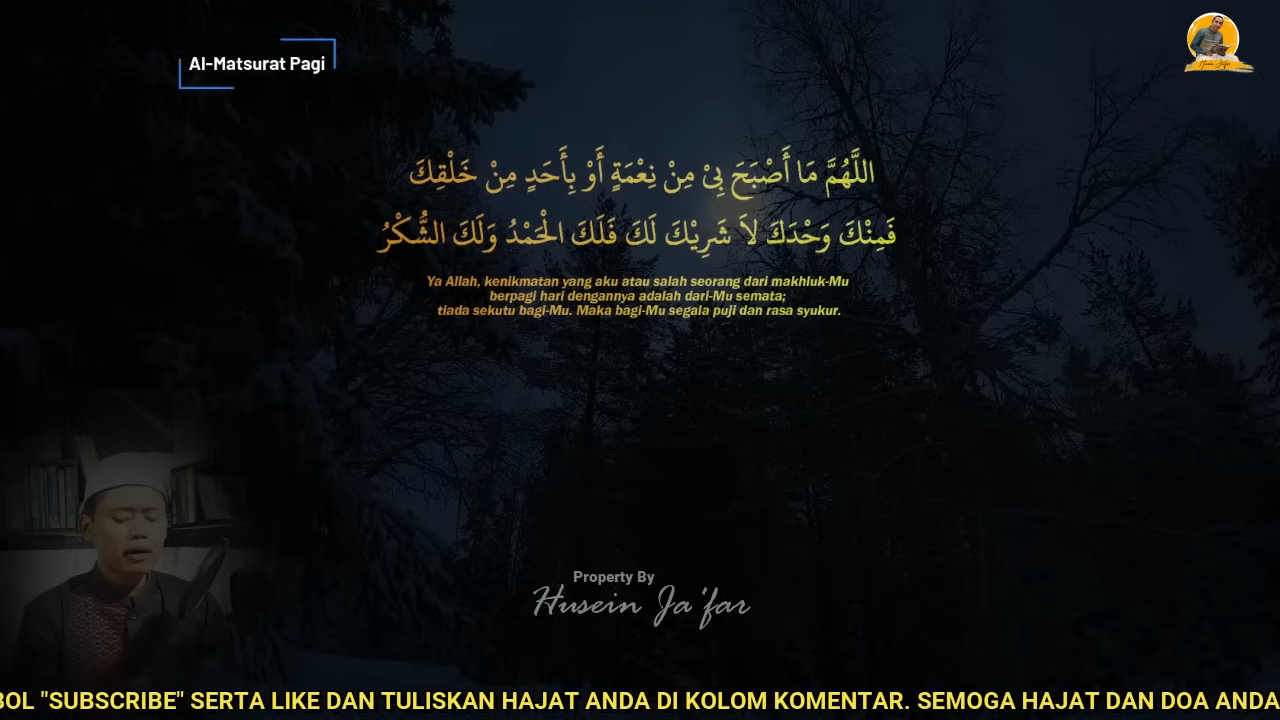 Al-Matsurat Pagi
اللَّهُمَّ مَا أَصْبَحَ بِيْ مِنْ نِعْمَةٍ أَوْ بِأَحَدٍ مِنْ خَلْقِكَ
فَمِنْكَ وَحْدَكَ لاَ شَرِيْكَ لَكَ فَلَكَ الْحَمْدُ وَلَكَ الشُّكْرُ
Ya Allah, kenikmatan yang aku atau salah seorang dari makhluk-Mu
berpagi hari dengannya adalah dari-Mu semata;
tiada sekutu bagi-Mu. Maka bagi-Mu segala puji dan rasa syukur.
Property By
Husein Ja'far
BOL "SUBSCRIBE" SERTA LIKE DAN TULISKAN HAJAT ANDA DI KOLOM KOMENTAR. SEMOGA HAJAT DAN DOA ANDA